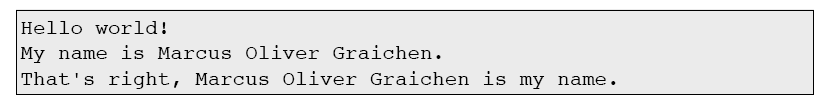 Hello world!
My name is Marcus Oliver Graichen.
That's right, Marcus Oliver Graichen is my name.